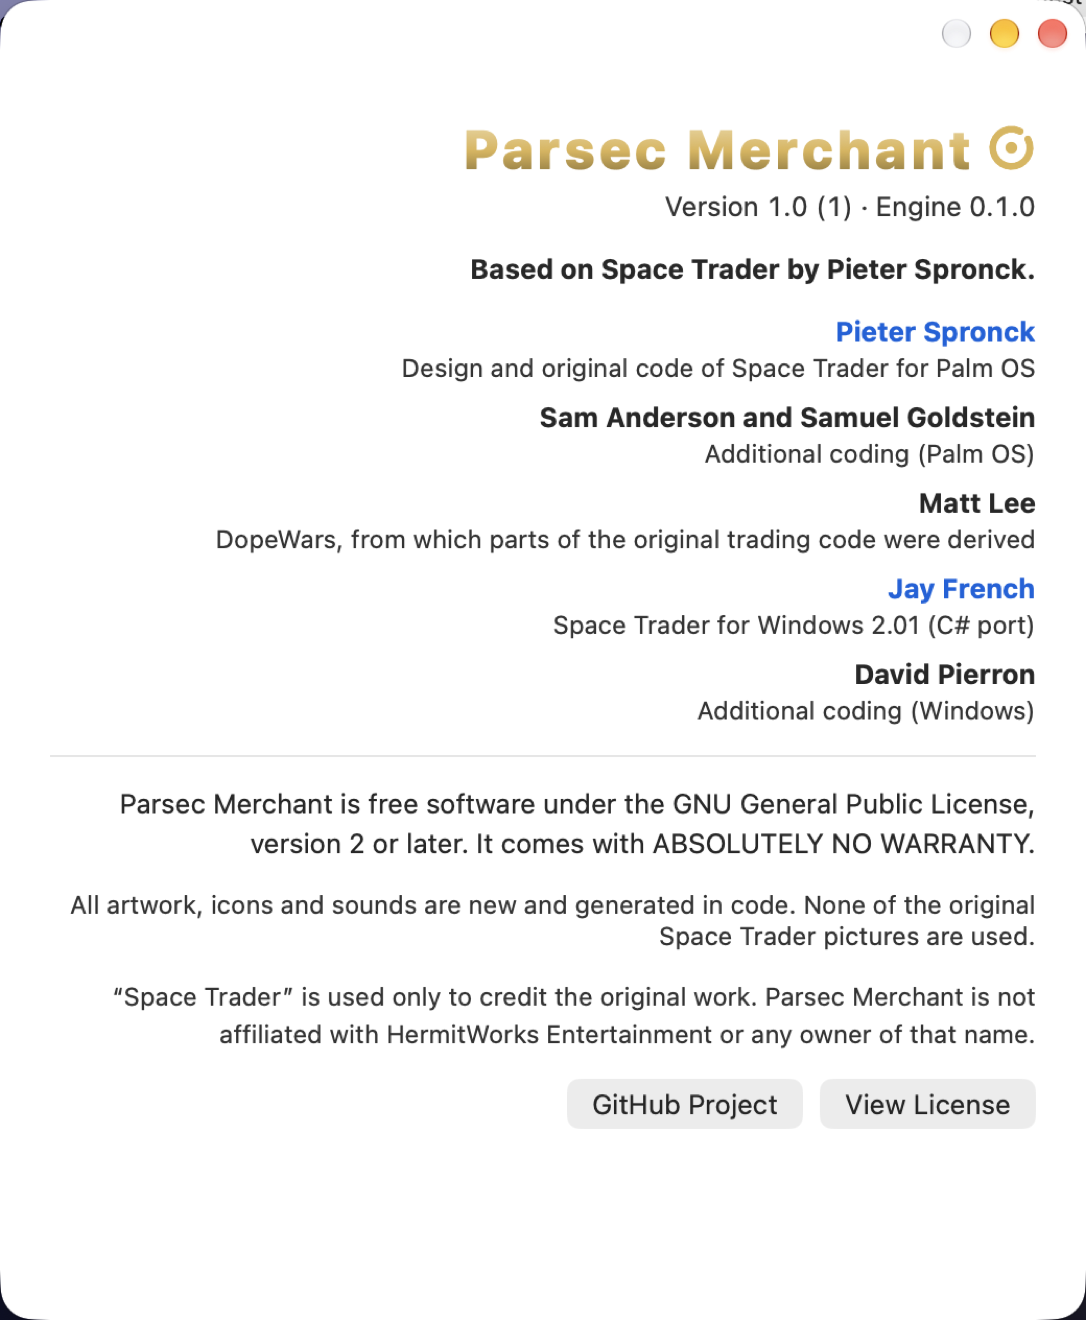 Parsec Merchant
Version 1.0 (1) · Engine 0.1.0
Based on Space Trader by Pieter Spronck.
Pieter Spronck
Design and original code of Space Trader for Palm OS
Sam Anderson and Samuel Goldstein
Additional coding (Palm OS)
Matt Lee
DopeWars, from which parts of the original trading code were derived
Jay French
Space Trader for Windows 2.01 (C# port)
David Pierron
Additional coding (Windows)
Parsec Merchant is free software under the GNU General Public License,
version 2 or later. It comes with ABSOLUTELY NO WARRANTY.
All artwork, icons and sounds are new and generated in code. None of the original
Space Trader pictures are used.
“Space Trader” is used only to credit the original work. Parsec Merchant is not
affiliated with HermitWorks Entertainment or any owner of that name.
GitHub Project
View License